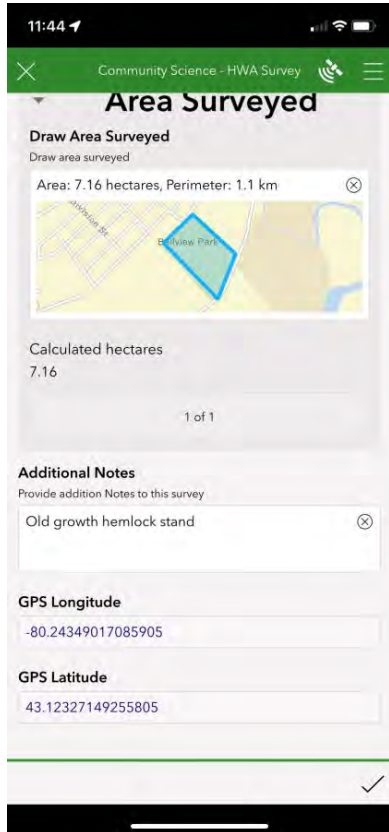 11:44
Community Science - HWA Survey
Area Surveyed
Draw Area Surveyed
Draw area surveyed
Area: 7.16 hectares, Perimeter: 1.1 km
Division St
Bellview Park
Calculated hectares
7.16
1 of 1
Additional Notes
Provide addition Notes to this survey
Old growth hemlock stand
GPS Longitude
-80.24349017085905
GPS Latitude
43.12327149255805